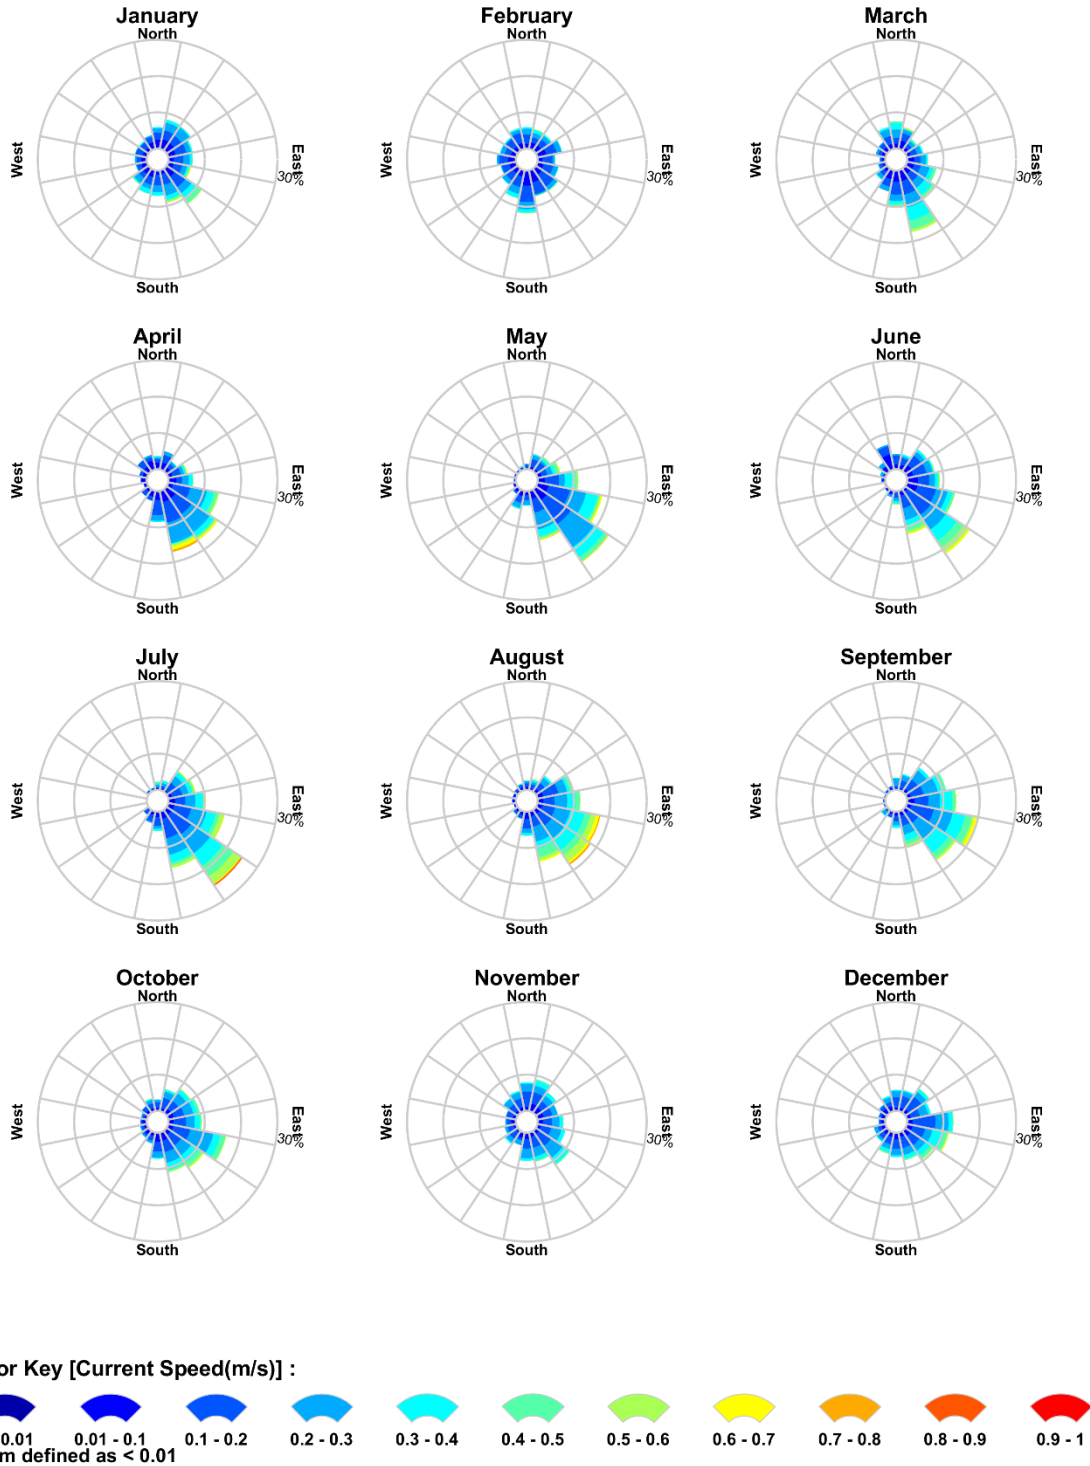 January February March
North North North
West East 30% West East 30% West East 30%
South South South
April May June
North North North
West East 30% West East 30% West East 30%
South South South
July August September
North North North
West East 30% West East 30% West East 30%
South South South
October November December
North North North
West East 30% West East 30% West East 30%
South South South
or Key [Current Speed(m/s)] :
0.01 0.01 - 0.1 0.1 - 0.2 0.2 - 0.3 0.3 - 0.4 0.4 - 0.5 0.5 - 0.6 0.6 - 0.7 0.7 - 0.8 0.8 - 0.9 0.9 - 1
m defined as < 0.01